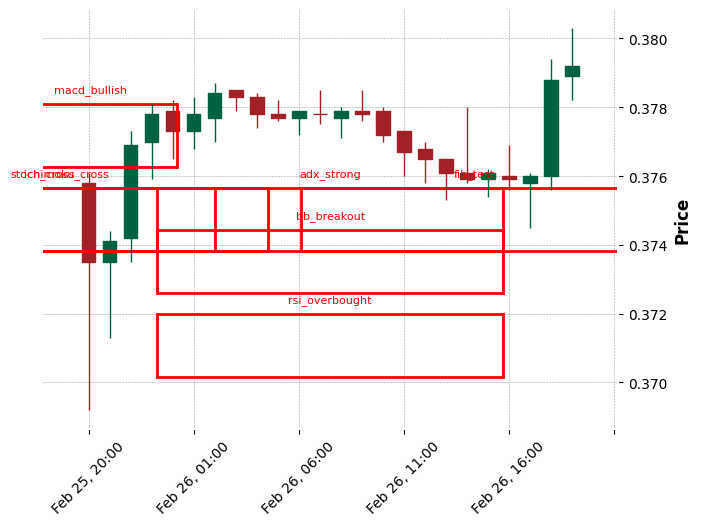 0.380
macd_bullish
0.378
0.376
adx_strong
bb_breakout
0.374
rsi_overbought
0.372
0.370
Price
Feb 25, 20:00
Feb 26, 01:00
Feb 26, 06:00
Feb 26, 11:00
Feb 26, 16:00